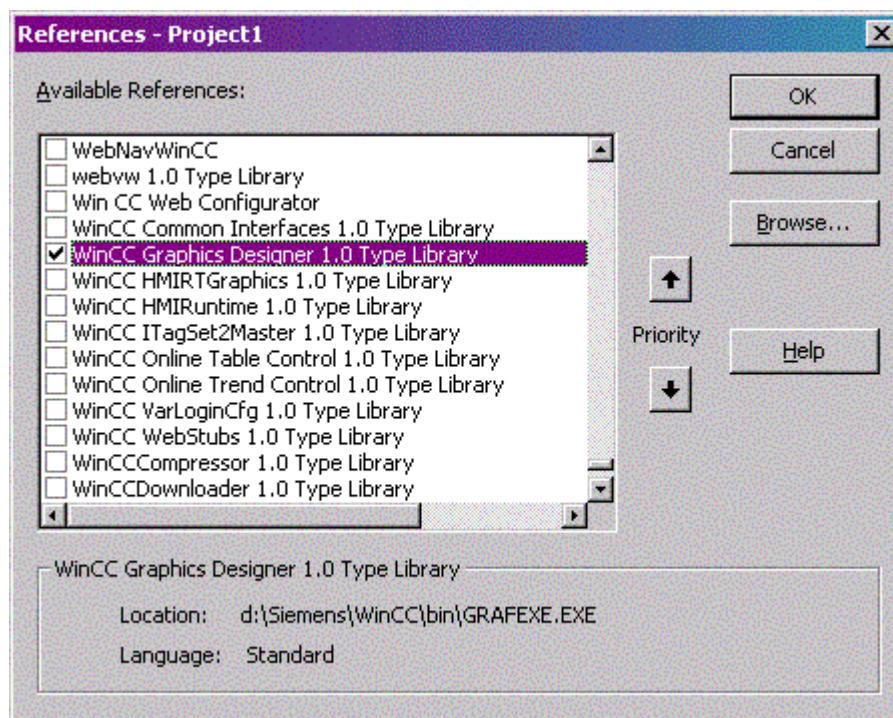 References - Project1
Available References:
OK
Cancel
Browse...
Help
WebNavWinCC
webvw 1.0 Type Library
Win CC Web Configurator
WinCC Common Interfaces 1.0 Type Library
WinCC Graphics Designer 1.0 Type Library
WinCC HMIRTGraphics 1.0 Type Library
WinCC HMIRuntime 1.0 Type Library
WinCC ITagSet2Master 1.0 Type Library
WinCC Online Table Control 1.0 Type Library
WinCC Online Trend Control 1.0 Type Library
WinCC VarLoginCfg 1.0 Type Library
WinCC WebStubs 1.0 Type Library
WinCCCompressor 1.0 Type Library
WinCCDownloader 1.0 Type Library
Priority
WinCC Graphics Designer 1.0 Type Library
Location: d:\Siemens\WinCC\bin\GRAFEXE.EXE
Language: Standard